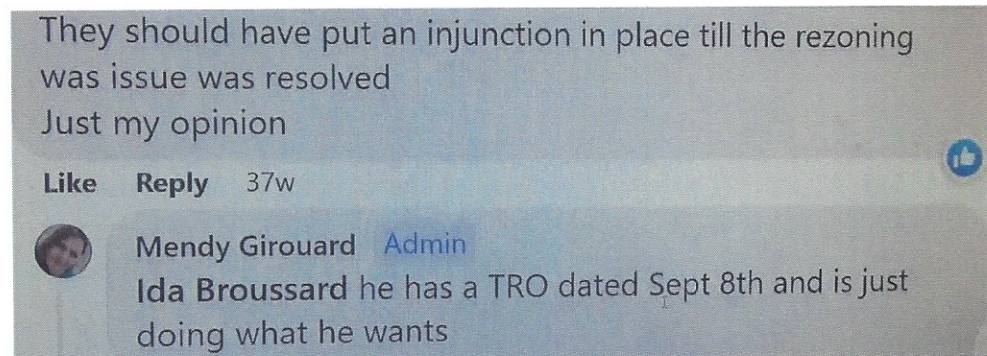 They should have put an injunction in place till the rezoning
was issue was resolved
Just my opinion
Like Reply 37w
Mendy Girouard Admin
Ida Broussard he has a TRO dated Sept 8th and is just
doing what he wants